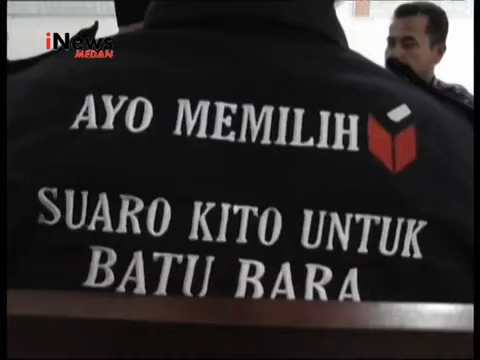 iNews
MEDAN
AYO MEMILIH
SUARO KITO UNTUK
BATU BARA